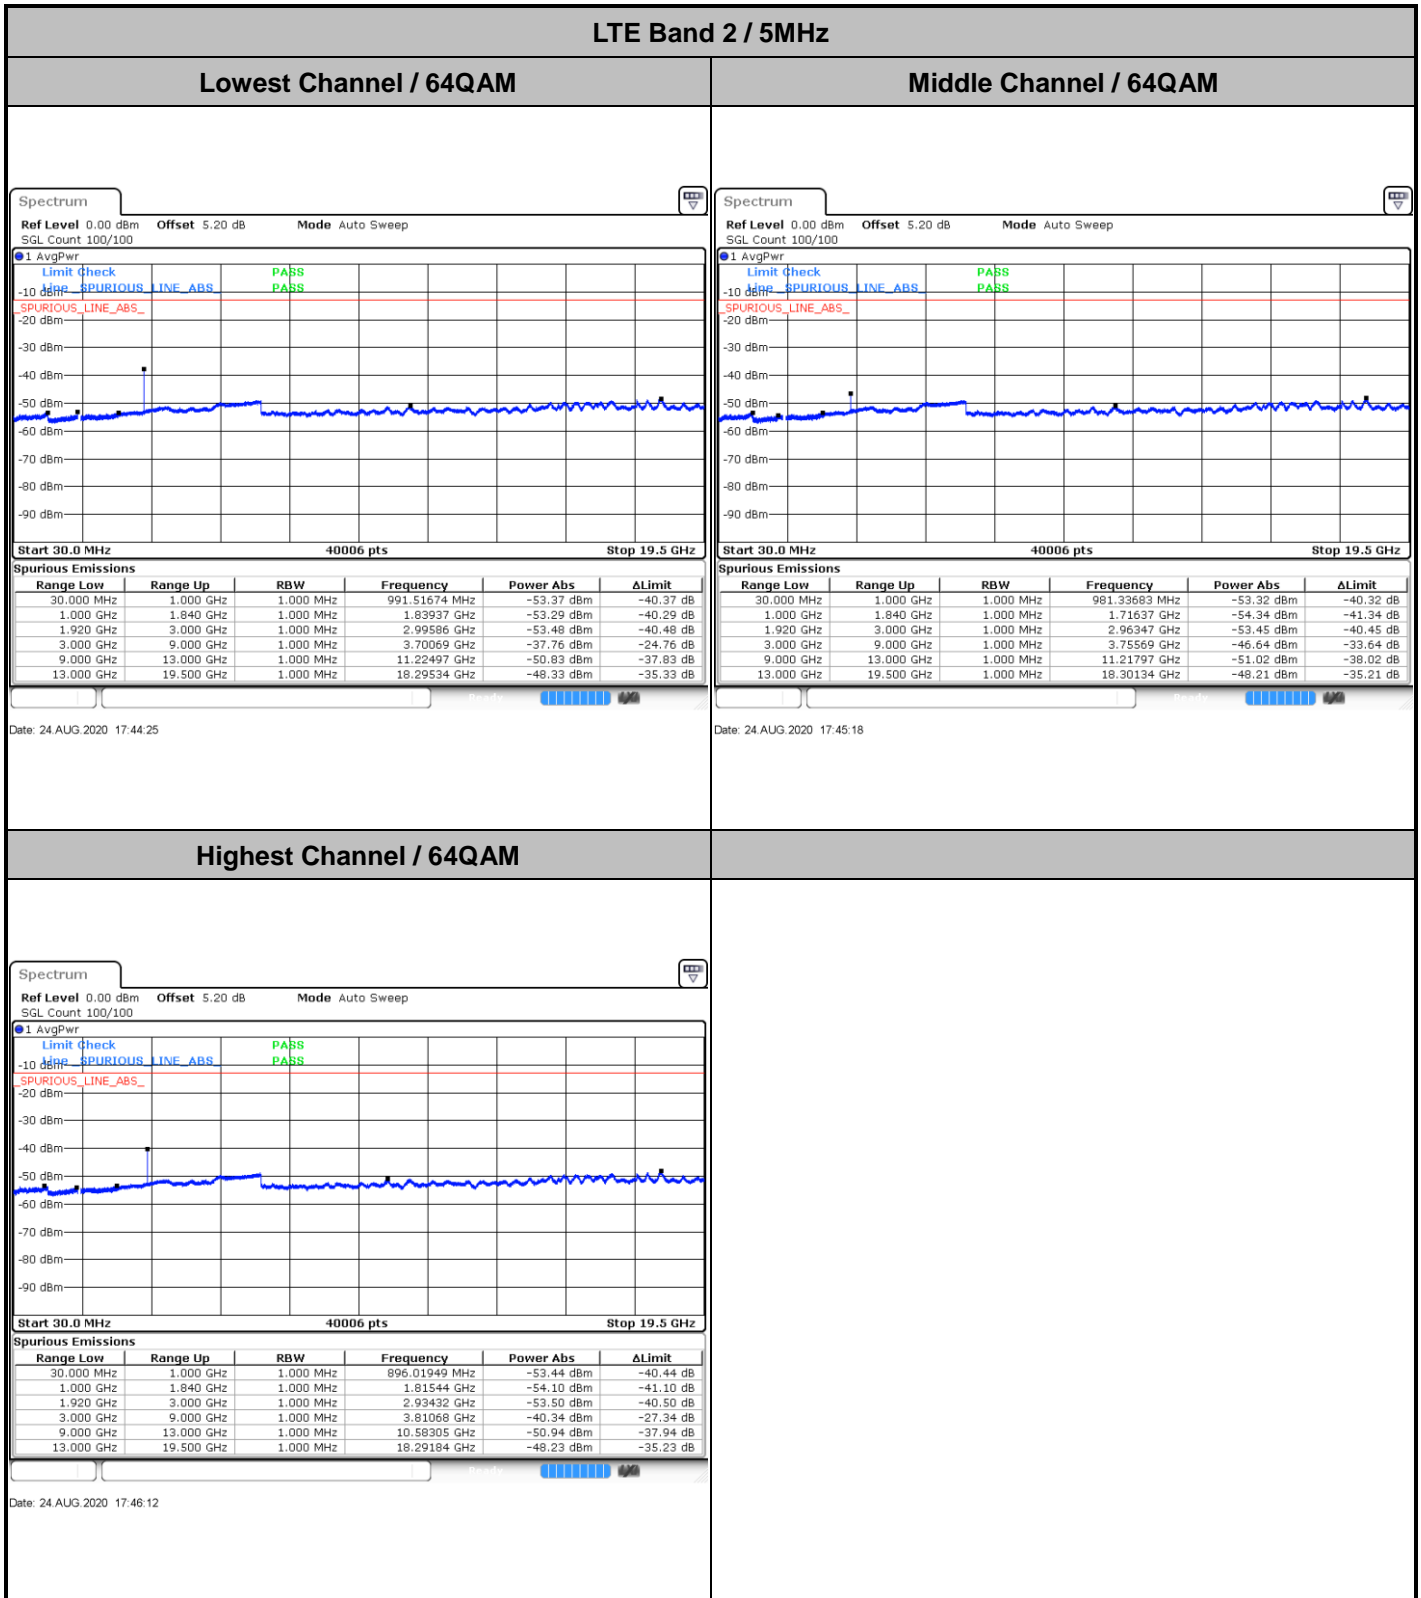 LTE Band 2 / 5MHz
Lowest Channel / 64QAM
Middle Channel / 64QAM
Spectrum
Ref Level 0.00 dBm Offset 5.20 dB Mode Auto Sweep
SGL Count 100/100
1 AvgPwr
Limit Check PASS
Line _SPURIOUS_LINE_ABS_ PASS
-10 dBm
_SPURIOUS_LINE_ABS_
-20 dBm
-30 dBm
-40 dBm
-50 dBm
-60 dBm
-70 dBm
-80 dBm
-90 dBm
Start 30.0 MHz 40006 pts Stop 19.5 GHz
Spurious Emissions
Range Low Range Up RBW Frequency Power Abs ΔLimit
30.000 MHz 1.000 GHz 1.000 MHz 991.51674 MHz -53.37 dBm -40.37 dB
1.000 GHz 1.840 GHz 1.000 MHz 1.83937 GHz -53.29 dBm -40.29 dB
1.920 GHz 3.000 GHz 1.000 MHz 2.99586 GHz -53.48 dBm -40.48 dB
3.000 GHz 9.000 GHz 1.000 MHz 3.70069 GHz -37.76 dBm -24.76 dB
9.000 GHz 13.000 GHz 1.000 MHz 11.22497 GHz -50.83 dBm -37.83 dB
13.000 GHz 19.500 GHz 1.000 MHz 18.29534 GHz -48.33 dBm -35.33 dB
Date: 24.AUG.2020 17:44:25
Spectrum
Ref Level 0.00 dBm Offset 5.20 dB Mode Auto Sweep
SGL Count 100/100
1 AvgPwr
Limit Check PASS
Line _SPURIOUS_LINE_ABS_ PASS
-10 dBm
_SPURIOUS_LINE_ABS_
-20 dBm
-30 dBm
-40 dBm
-50 dBm
-60 dBm
-70 dBm
-80 dBm
-90 dBm
Start 30.0 MHz 40006 pts Stop 19.5 GHz
Spurious Emissions
Range Low Range Up RBW Frequency Power Abs ΔLimit
30.000 MHz 1.000 GHz 1.000 MHz 981.33683 MHz -53.32 dBm -40.32 dB
1.000 GHz 1.840 GHz 1.000 MHz 1.71637 GHz -54.34 dBm -41.34 dB
1.920 GHz 3.000 GHz 1.000 MHz 2.96347 GHz -53.45 dBm -40.45 dB
3.000 GHz 9.000 GHz 1.000 MHz 3.75569 GHz -46.64 dBm -33.64 dB
9.000 GHz 13.000 GHz 1.000 MHz 11.21797 GHz -51.02 dBm -38.02 dB
13.000 GHz 19.500 GHz 1.000 MHz 18.30134 GHz -48.21 dBm -35.21 dB
Date: 24.AUG.2020 17:45:18
Highest Channel / 64QAM
Spectrum
Ref Level 0.00 dBm Offset 5.20 dB Mode Auto Sweep
SGL Count 100/100
1 AvgPwr
Limit Check PASS
Line _SPURIOUS_LINE_ABS_ PASS
-10 dBm
_SPURIOUS_LINE_ABS_
-20 dBm
-30 dBm
-40 dBm
-50 dBm
-60 dBm
-70 dBm
-80 dBm
-90 dBm
Start 30.0 MHz 40006 pts Stop 19.5 GHz
Spurious Emissions
Range Low Range Up RBW Frequency Power Abs ΔLimit
30.000 MHz 1.000 GHz 1.000 MHz 896.01949 MHz -53.44 dBm -40.44 dB
1.000 GHz 1.840 GHz 1.000 MHz 1.81544 GHz -54.10 dBm -41.10 dB
1.920 GHz 3.000 GHz 1.000 MHz 2.93432 GHz -53.50 dBm -40.50 dB
3.000 GHz 9.000 GHz 1.000 MHz 3.81068 GHz -40.34 dBm -27.34 dB
9.000 GHz 13.000 GHz 1.000 MHz 10.58305 GHz -50.94 dBm -37.94 dB
13.000 GHz 19.500 GHz 1.000 MHz 18.29184 GHz -48.23 dBm -35.23 dB
Date: 24.AUG.2020 17:46:12